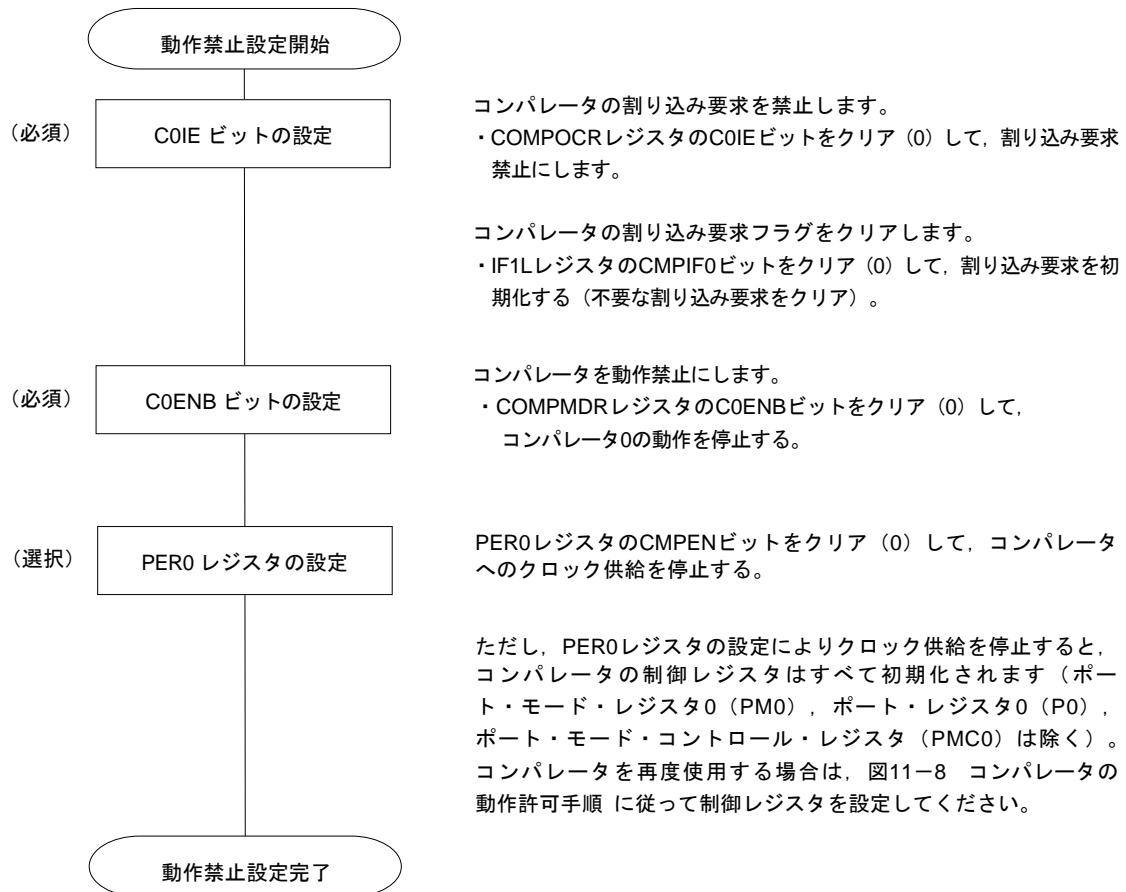 動作禁止設定開始
(必須)
C0IE ビットの設定
コンパレータの割り込み要求を禁止します。
・COMPOCRレジスタのC0IEビットをクリア（0）して，割り込み要求
禁止にします。
コンパレータの割り込み要求フラグをクリアします。
・IF1LレジスタのCMPIF0ビットをクリア（0）して，割り込み要求を初
期化する（不要な割り込み要求をクリア）。
(必須)
C0ENB ビットの設定
コンパレータを動作禁止にします。
・COMPMDRレジスタのC0ENBビットをクリア（0）して，
コンパレータ0の動作を停止する。
(選択)
PER0 レジスタの設定
PER0レジスタのCMPENビットをクリア（0）して，コンパレータ
へのクロック供給を停止する。
ただし，PER0レジスタの設定によりクロック供給を停止すると，
コンパレータの制御レジスタはすべて初期化されます（ポー
ト・モード・レジスタ0（PM0），ポート・レジスタ0（P0），
ポート・モード・コントロール・レジスタ（PMC0）は除く）。
コンパレータを再度使用する場合は，図11－8　コンパレータの
動作許可手順 に従って制御レジスタを設定してください。
動作禁止設定完了